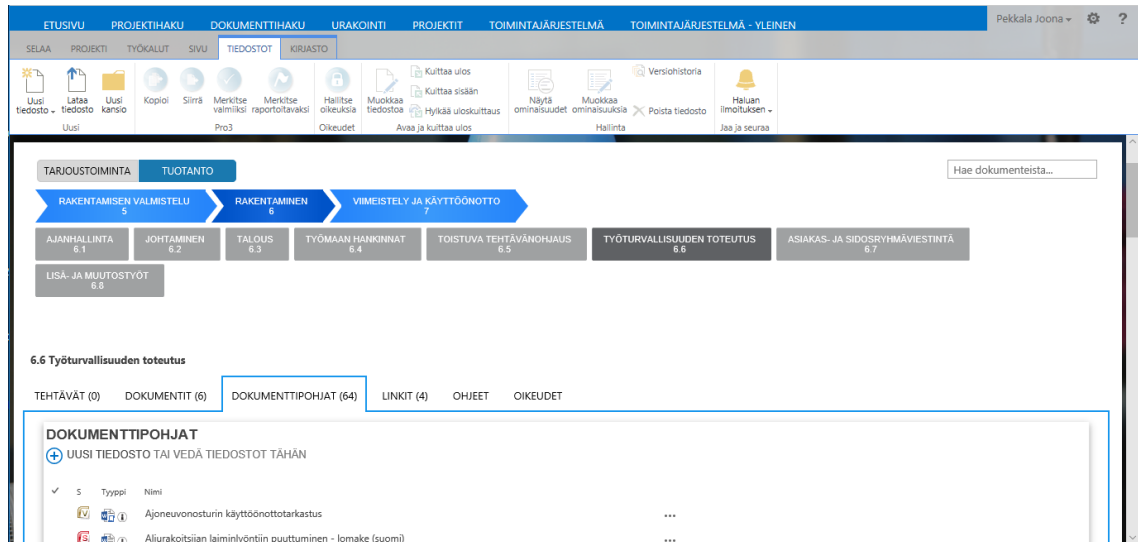 ETUSIVU PROJEKTIHAKU DOKUMENTTIHAKU URAKOINTI PROJEKTIT TOIMINTAJÄRJESTELMÄ TOIMINTAJÄRJESTELMÄ - YLEINEN Pekkala Joona ?
SELAA PROJEKTI TYÖKALUT SIVU TIEDOSTOT KIRJASTO
Uusi tiedosto
Lataa tiedosto
Uusi kansio
Uusi
Kopioi
Siirrä
Merkitse valmiiksi
Merkitse raportoitavaksi
Pro3
Hallitse oikeuksia
Oikeudet
Muokkaa tiedostoa
Kuittaa ulos
Kuittaa sisään
Hylkää uloskuittaus
Avaa ja kuittaa ulos
Näytä ominaisuudet
Muokkaa ominaisuuksia
Versiohistoria
Poista tiedosto
Hallinta
Haluan ilmoituksen
Jaa ja seuraa
TARJOUSTOIMINTA TUOTANTO Hae dokumenteista...
RAKENTAMISEN VALMISTELU
5
RAKENTAMINEN
6
VIIMEISTELY JA KÄYTTÖÖNOTTO
7
AJANHALLINTA
6.1
JOHTAMINEN
6.2
TALOUS
6.3
TYÖMAAN HANKINNAT
6.4
TOISTUVA TEHTÄVÄNOHJAUS
6.5
TYÖTURVALLISUUDEN TOTEUTUS
6.6
ASIAKAS- JA SIDOSRYHMÄVIESTINTÄ
6.7
LISÄ- JA MUUTOSTYÖT
6.8
6.6 Työturvallisuuden toteutus
TEHTÄVÄT (0) DOKUMENTIT (6) DOKUMENTTIPOHJAT (64) LINKIT (4) OHJEET OIKEUDET
DOKUMENTTIPOHJAT
UUSI TIEDOSTO TAI VEDÄ TIEDOSTOT TÄHÄN
S Tyyppi Nimi
Ajoneuvonosturin käyttöönottotarkastus ...
Aliurakoitsijan laiminlyöntiin puuttuminen - lomake (suomi) ...